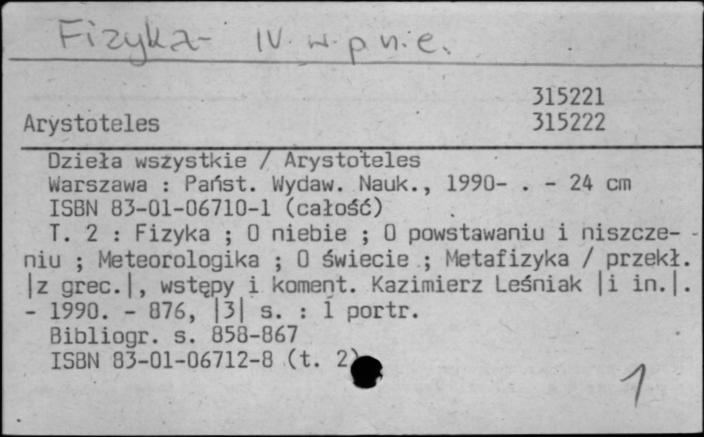 Fizyka - IV w. p. n. e.
315221
Arystoteles 315222
Dzieła wszystkie / Arystoteles
Warszawa : Państ. Wydaw. Nauk., 1990- . - 24 cm
ISBN 83-01-06710-1 (całość)
T. 2 : Fizyka ; O niebie ; O powstawaniu i niszcze-
niu ; Meteorologika ; O świecie ; Metafizyka / przekł.
|z grec.|, wstępy i koment. Kazimierz Leśniak |i in.|.
- 1990. - 876, |3| s. : 1 portr.
Bibliogr. s. 858-867
ISBN 83-01-06712-8 (t. 2)
1